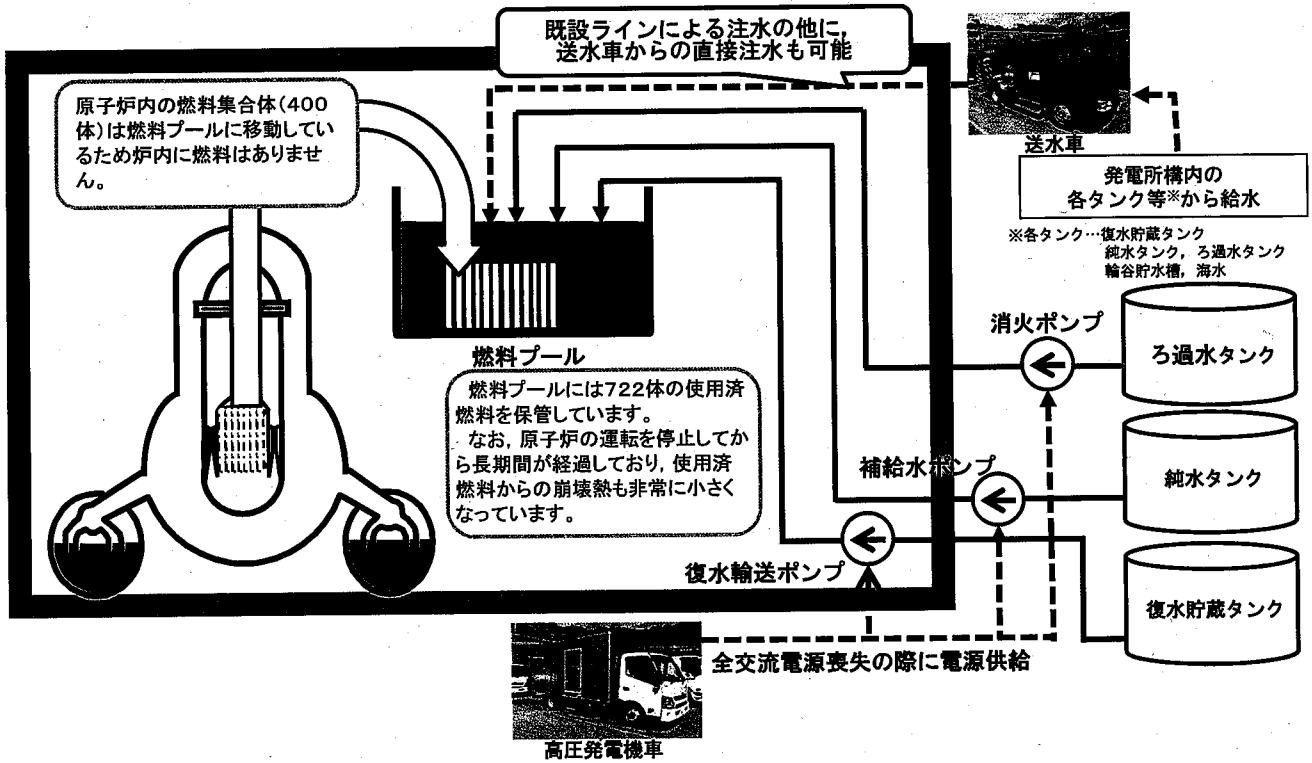 既設ラインによる注水の他に,
送水車からの直接注水も可能
原子炉内の燃料集合体(400
体)は燃料プールに移動してい
るため炉内に燃料はありませ
ん。
送水車
発電所構内の
各タンク等※から給水
※各タンク…復水貯蔵タンク
純水タンク,ろ過水タンク
輪谷貯水槽,海水
消火ポンプ
ろ過水タンク
燃料プール
燃料プールには722体の使用済
燃料を保管しています。
なお,原子炉の運転を停止してか
ら長期間が経過しており,使用済
燃料からの崩壊熱も非常に小さく
なっています。
補給水ポンプ
純水タンク
復水輸送ポンプ
復水貯蔵タンク
全交流電源喪失の際に電源供給
高圧発電機車